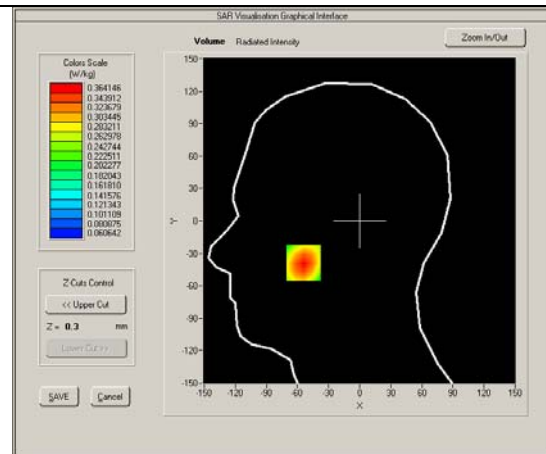 SAR Visualisation Graphical Interface
Volume Radiated Intensity
Zoom In/Out
Colors Scale
(W/kg)
0.364146
0.343912
0.323679
0.303445
0.283211
0.262978
0.242744
0.222511
0.202277
0.182043
0.161810
0.141576
0.121343
0.101109
0.080875
0.060642
Z Cuts Control
<< Upper Cut
Z = 0.3 mm
Lower Cut >>
SAVE Cancel
150
120
90
60
30
0
-30
-60
-90
-120
-150
Y
-150 -120 -90 -60 -30 0 30 60 90 120 150
X